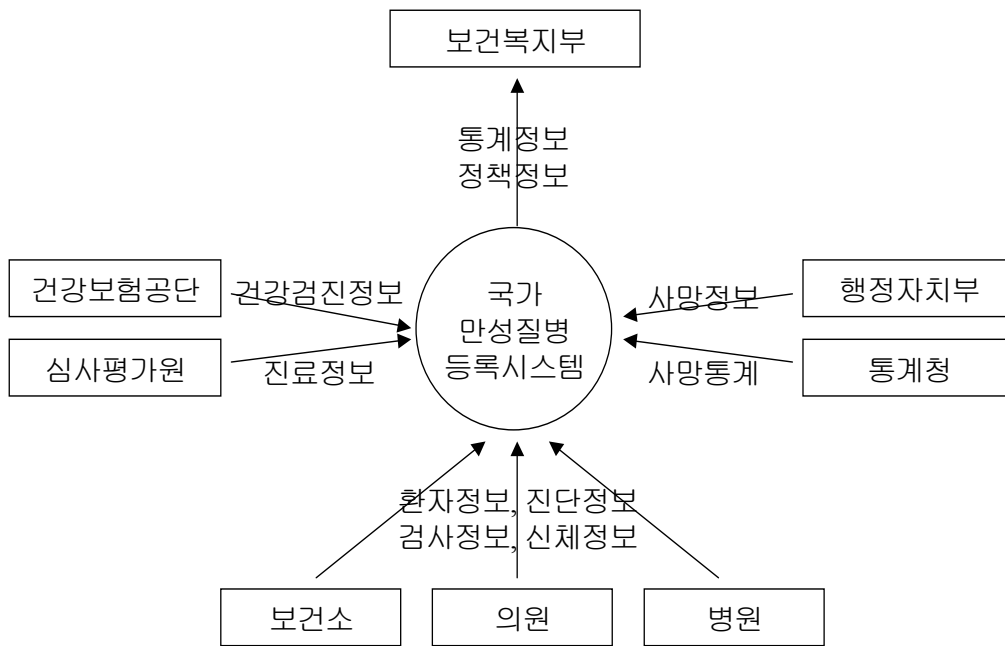 보건복지부
통계정보
정책정보
건강보험공단
건강검진정보
국가
만성질병
등록시스템
사망정보
행정자치부
심사평가원
진료정보
사망통계
통계청
환자정보, 진단정보
검사정보, 신체정보
보건소
의원
병원